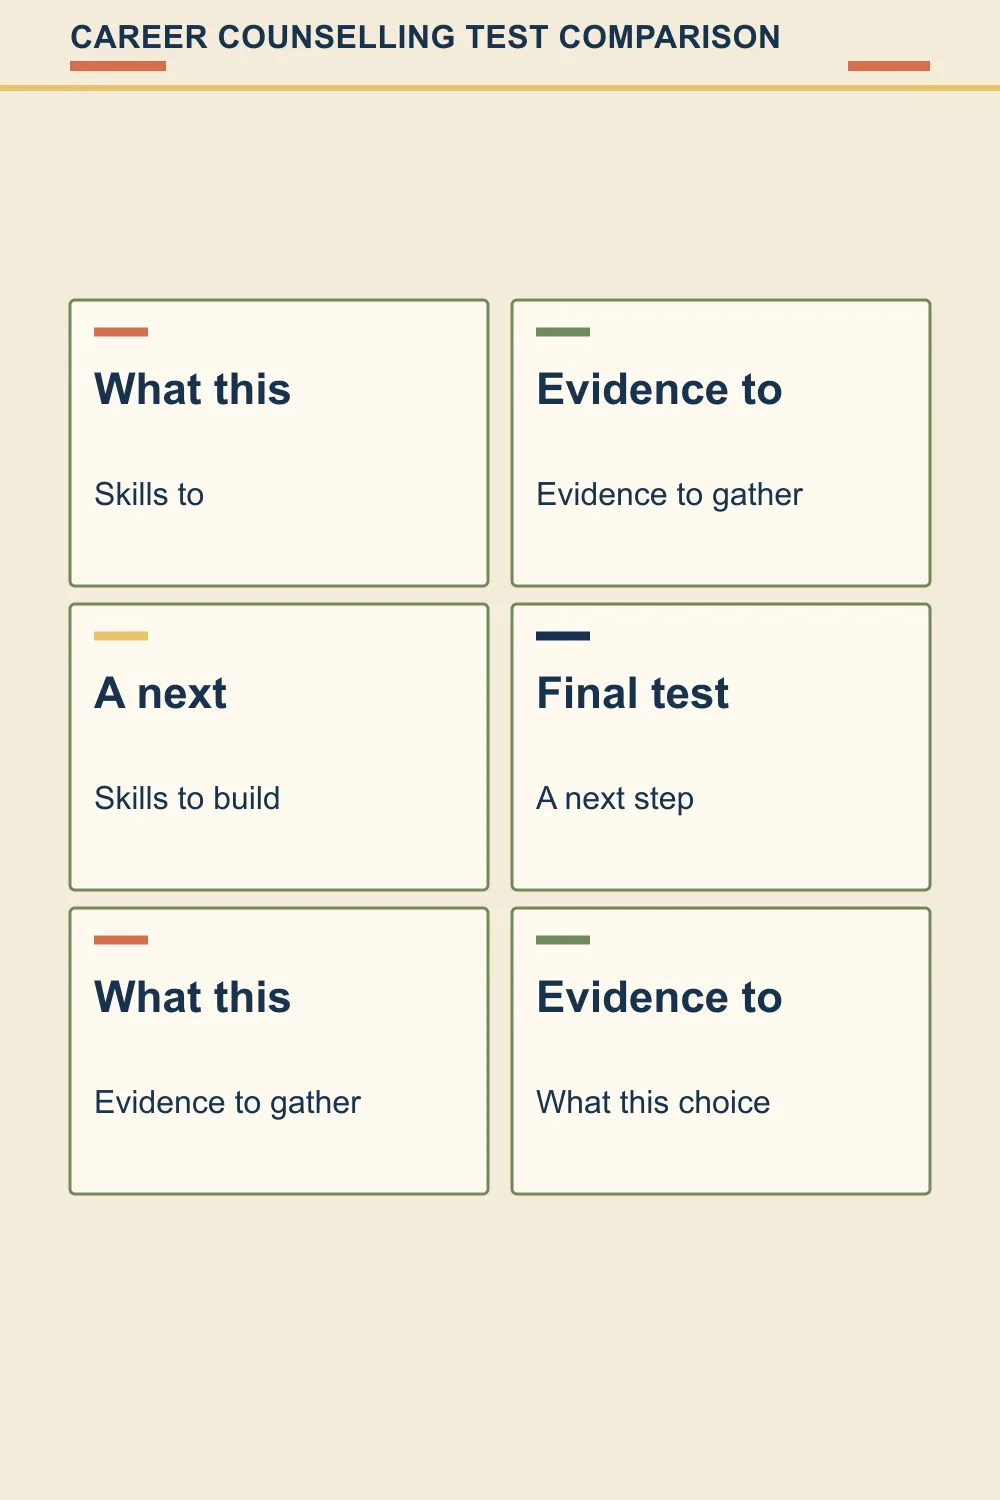 CAREER COUNSELLING TEST COMPARISON
What this
Skills to
Evidence to
Evidence to gather
A next
Skills to build
Final test
A next step
What this
Evidence to gather
Evidence to
What this choice